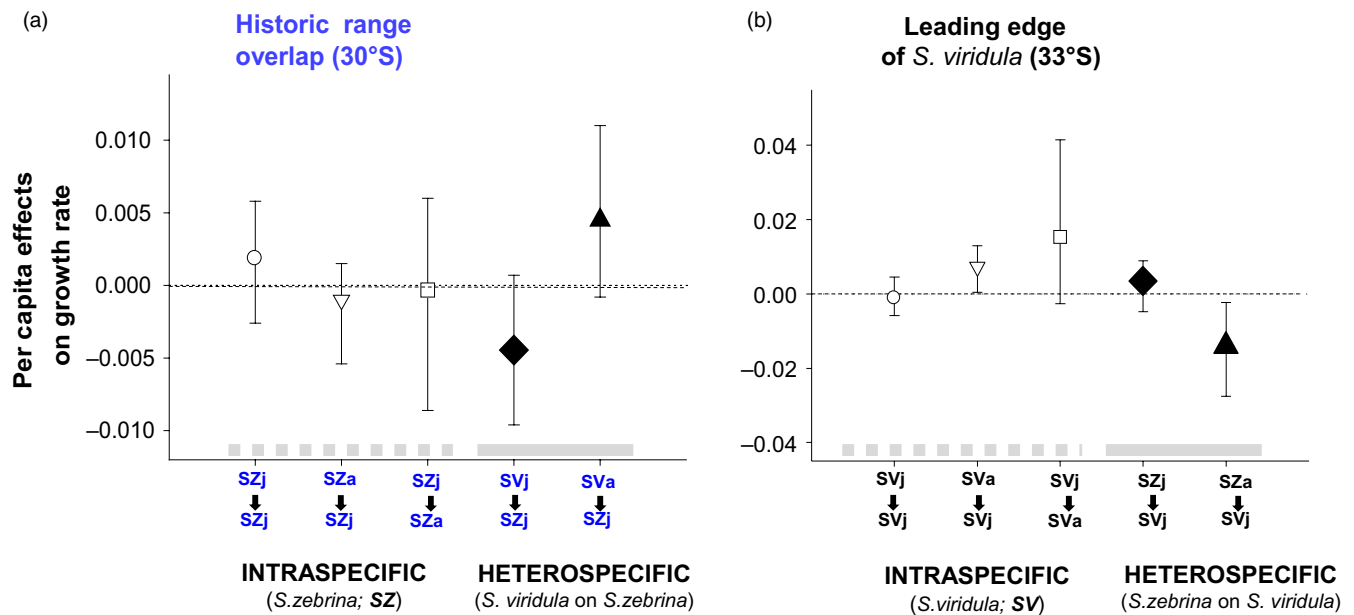 (a)
Historic range
overlap (30°S)
Per capita effects
on growth rate
0.010
0.005
0.000
−0.005
−0.010
SZj SZa SZj SVj SVa
SZj SZj SZa SZj SZj
INTRASPECIFIC HETEROSPECIFIC
(S.zebrina; SZ) (S. viridula on S.zebrina)
(b)
Leading edge
of S. viridula (33°S)
0.04
0.02
0.00
−0.02
−0.04
SVj SVa SVj SZj SZa
SVj SVj SVa SVj SVj
INTRASPECIFIC HETEROSPECIFIC
(S.viridula; SV) (S.zebrina on S. viridula)